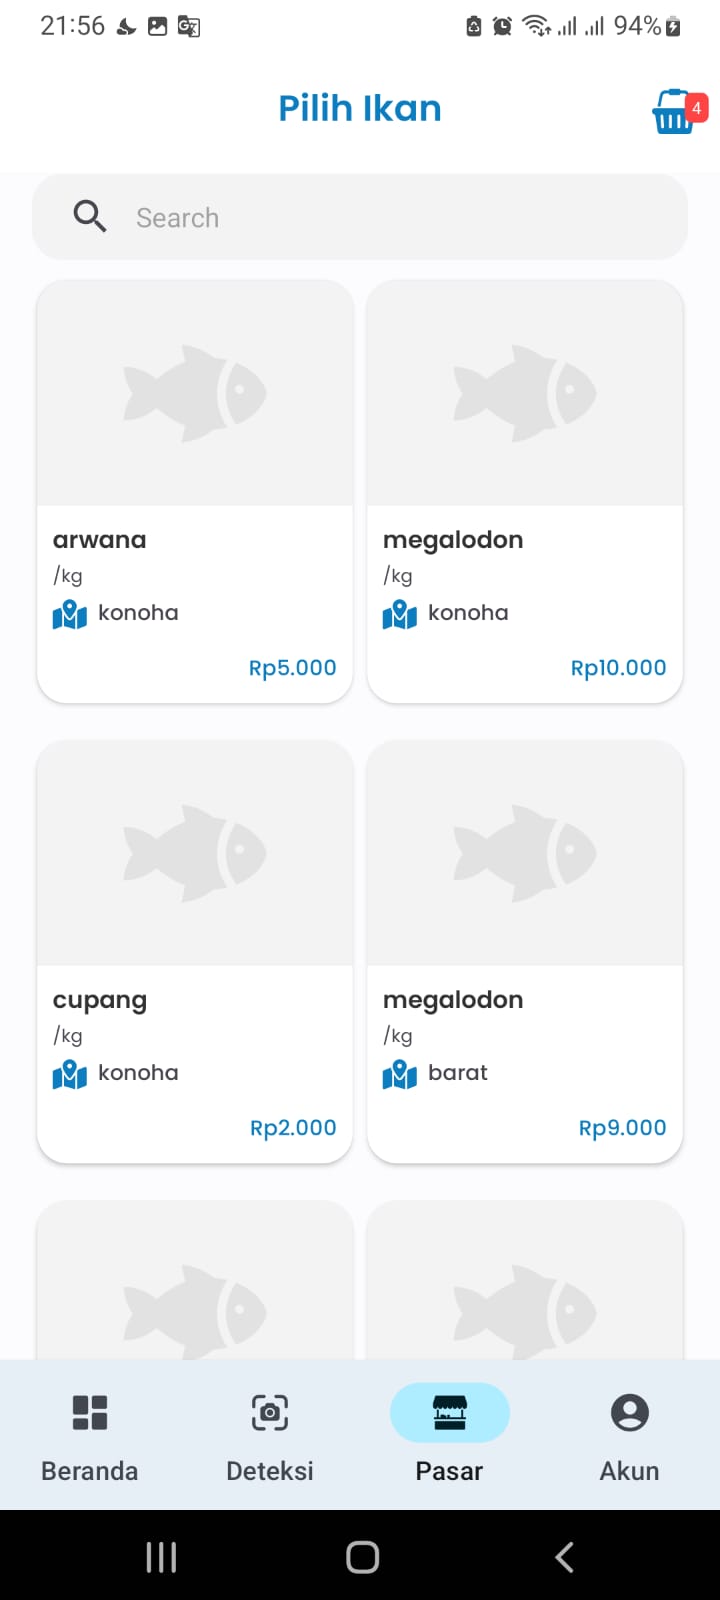 21:56 94%
Pilih Ikan
4
Search
arwana
/kg
konoha
Rp5.000
megalodon
/kg
konoha
Rp10.000
cupang
/kg
konoha
Rp2.000
megalodon
/kg
barat
Rp9.000
Beranda Deteksi Pasar Akun